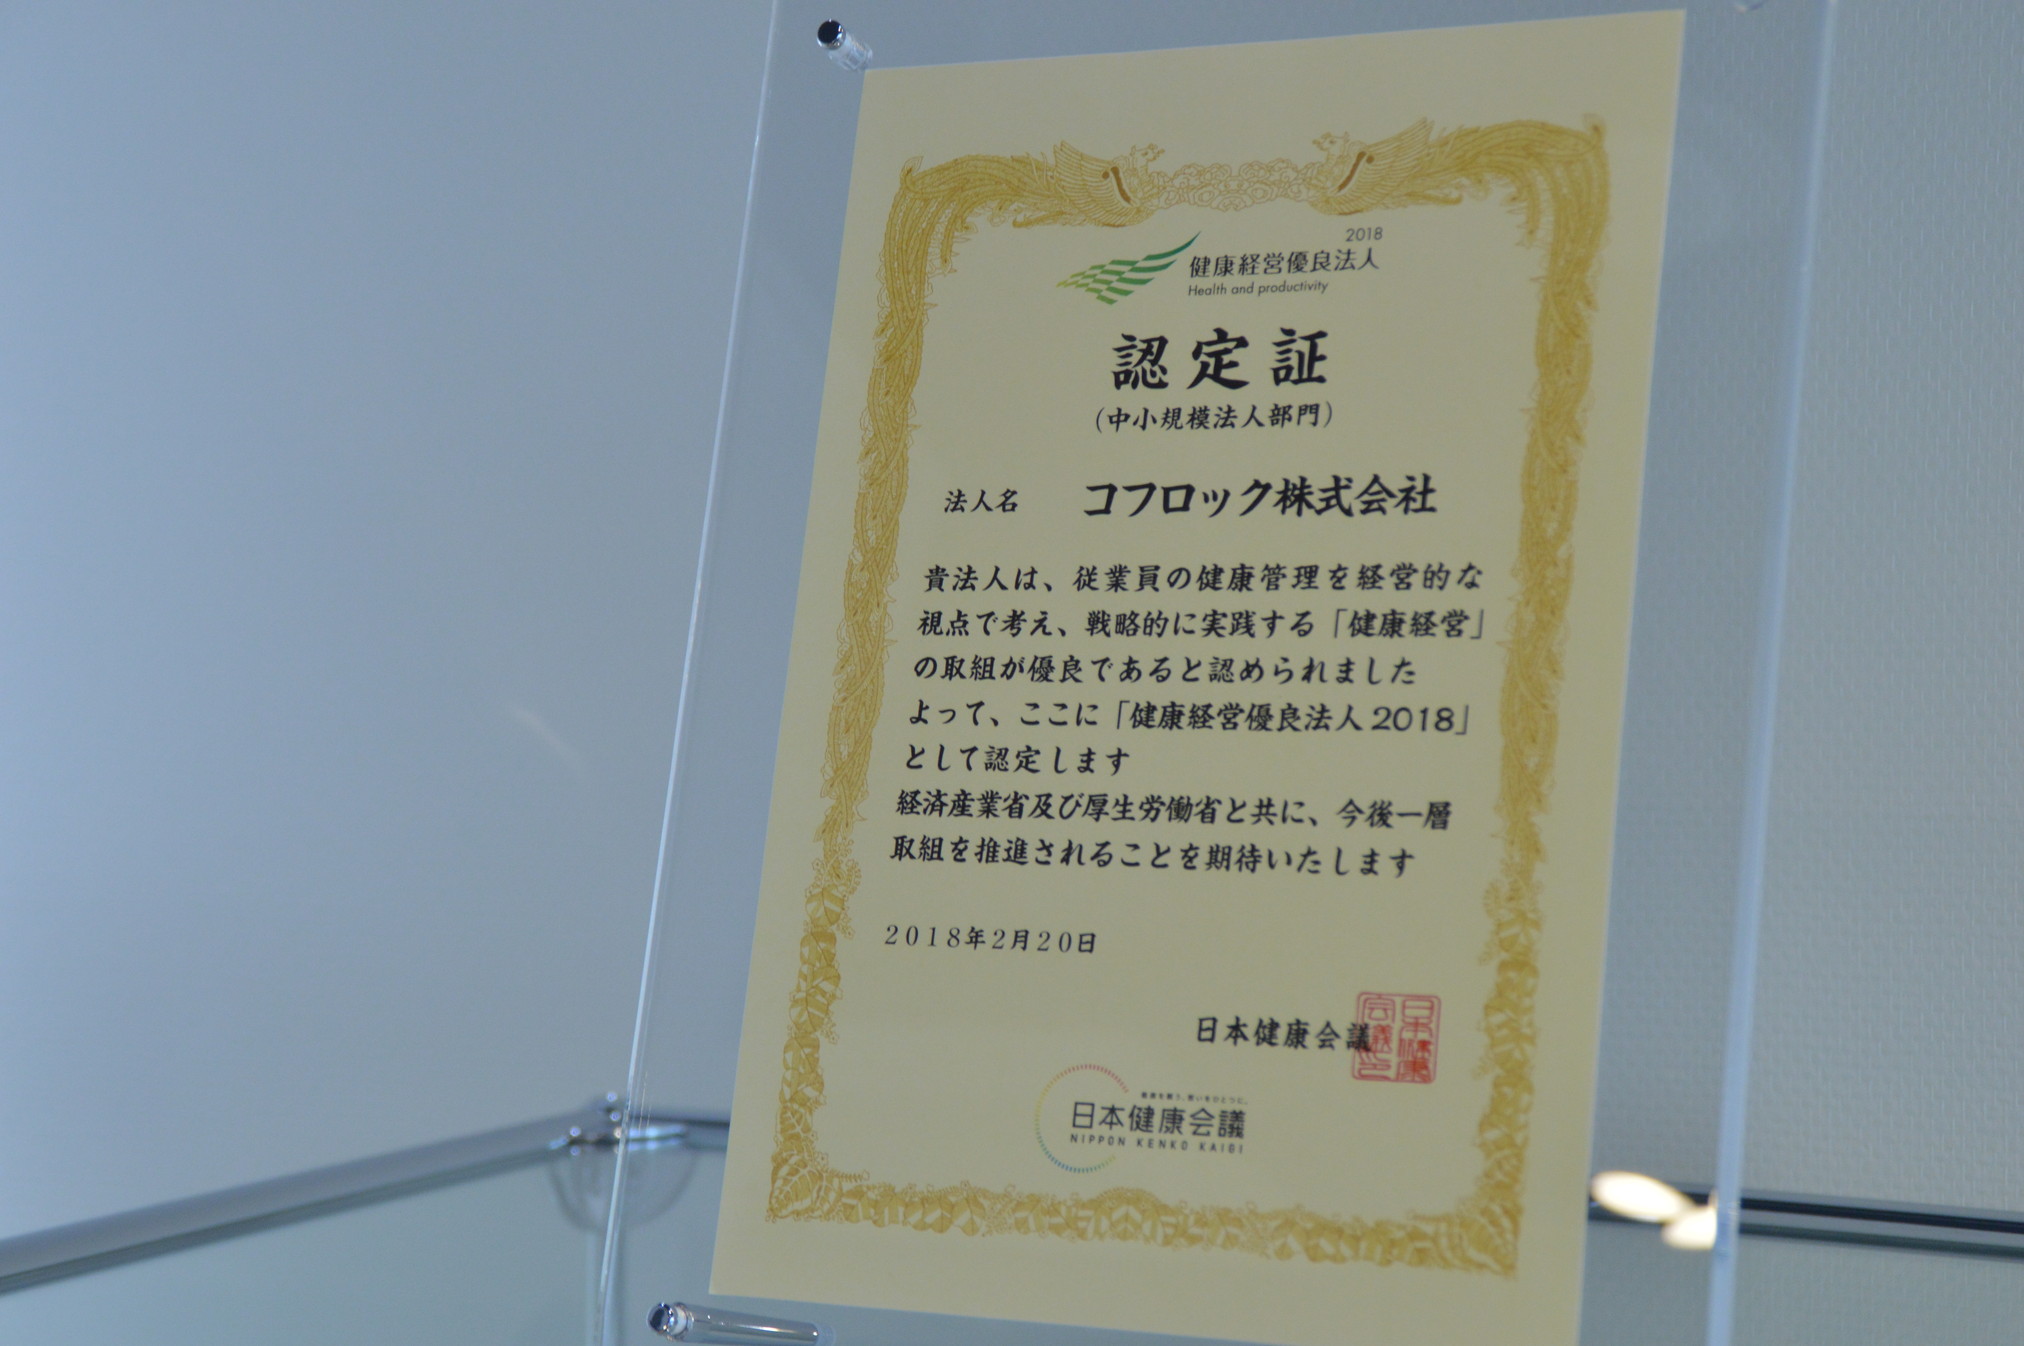 2018
健康経営優良法人
Health and productivity
認定証
(中小規模法人部門)
法人名 コフロック株式会社
貴法人は、従業員の健康管理を経営的な
視点で考え、戦略的に実践する「健康経営」
の取組が優良であると認められました
よって、ここに「健康経営優良法人2018」
として認定します
経済産業省及び厚生労働省と共に、今後一層
取組を推進されることを期待いたします
2018年2月20日
日本健康会議
日本健康会議印
日本健康会議
NIPPON KENKO KAIGI